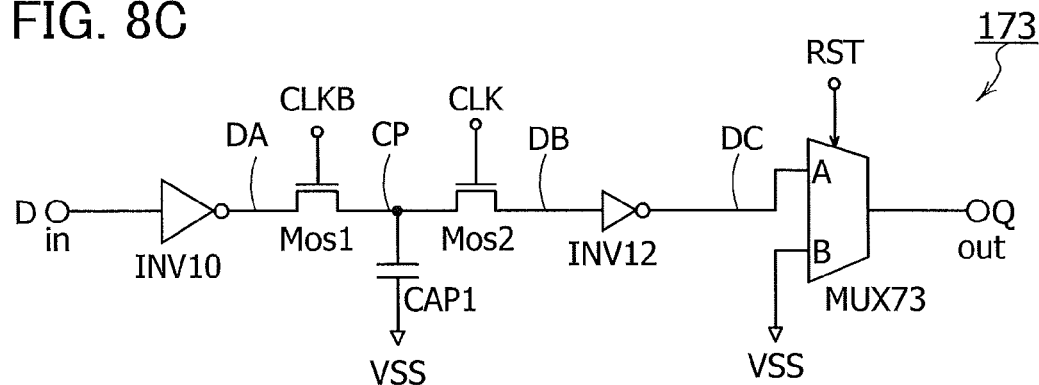 FIG. 8C
173
RST
CLKB
CLK
DA
CP
DB
DC
A
D
in
Mos1
Mos2
INV10
INV12
B
Q
out
CAP1
MUX73
VSS
VSS